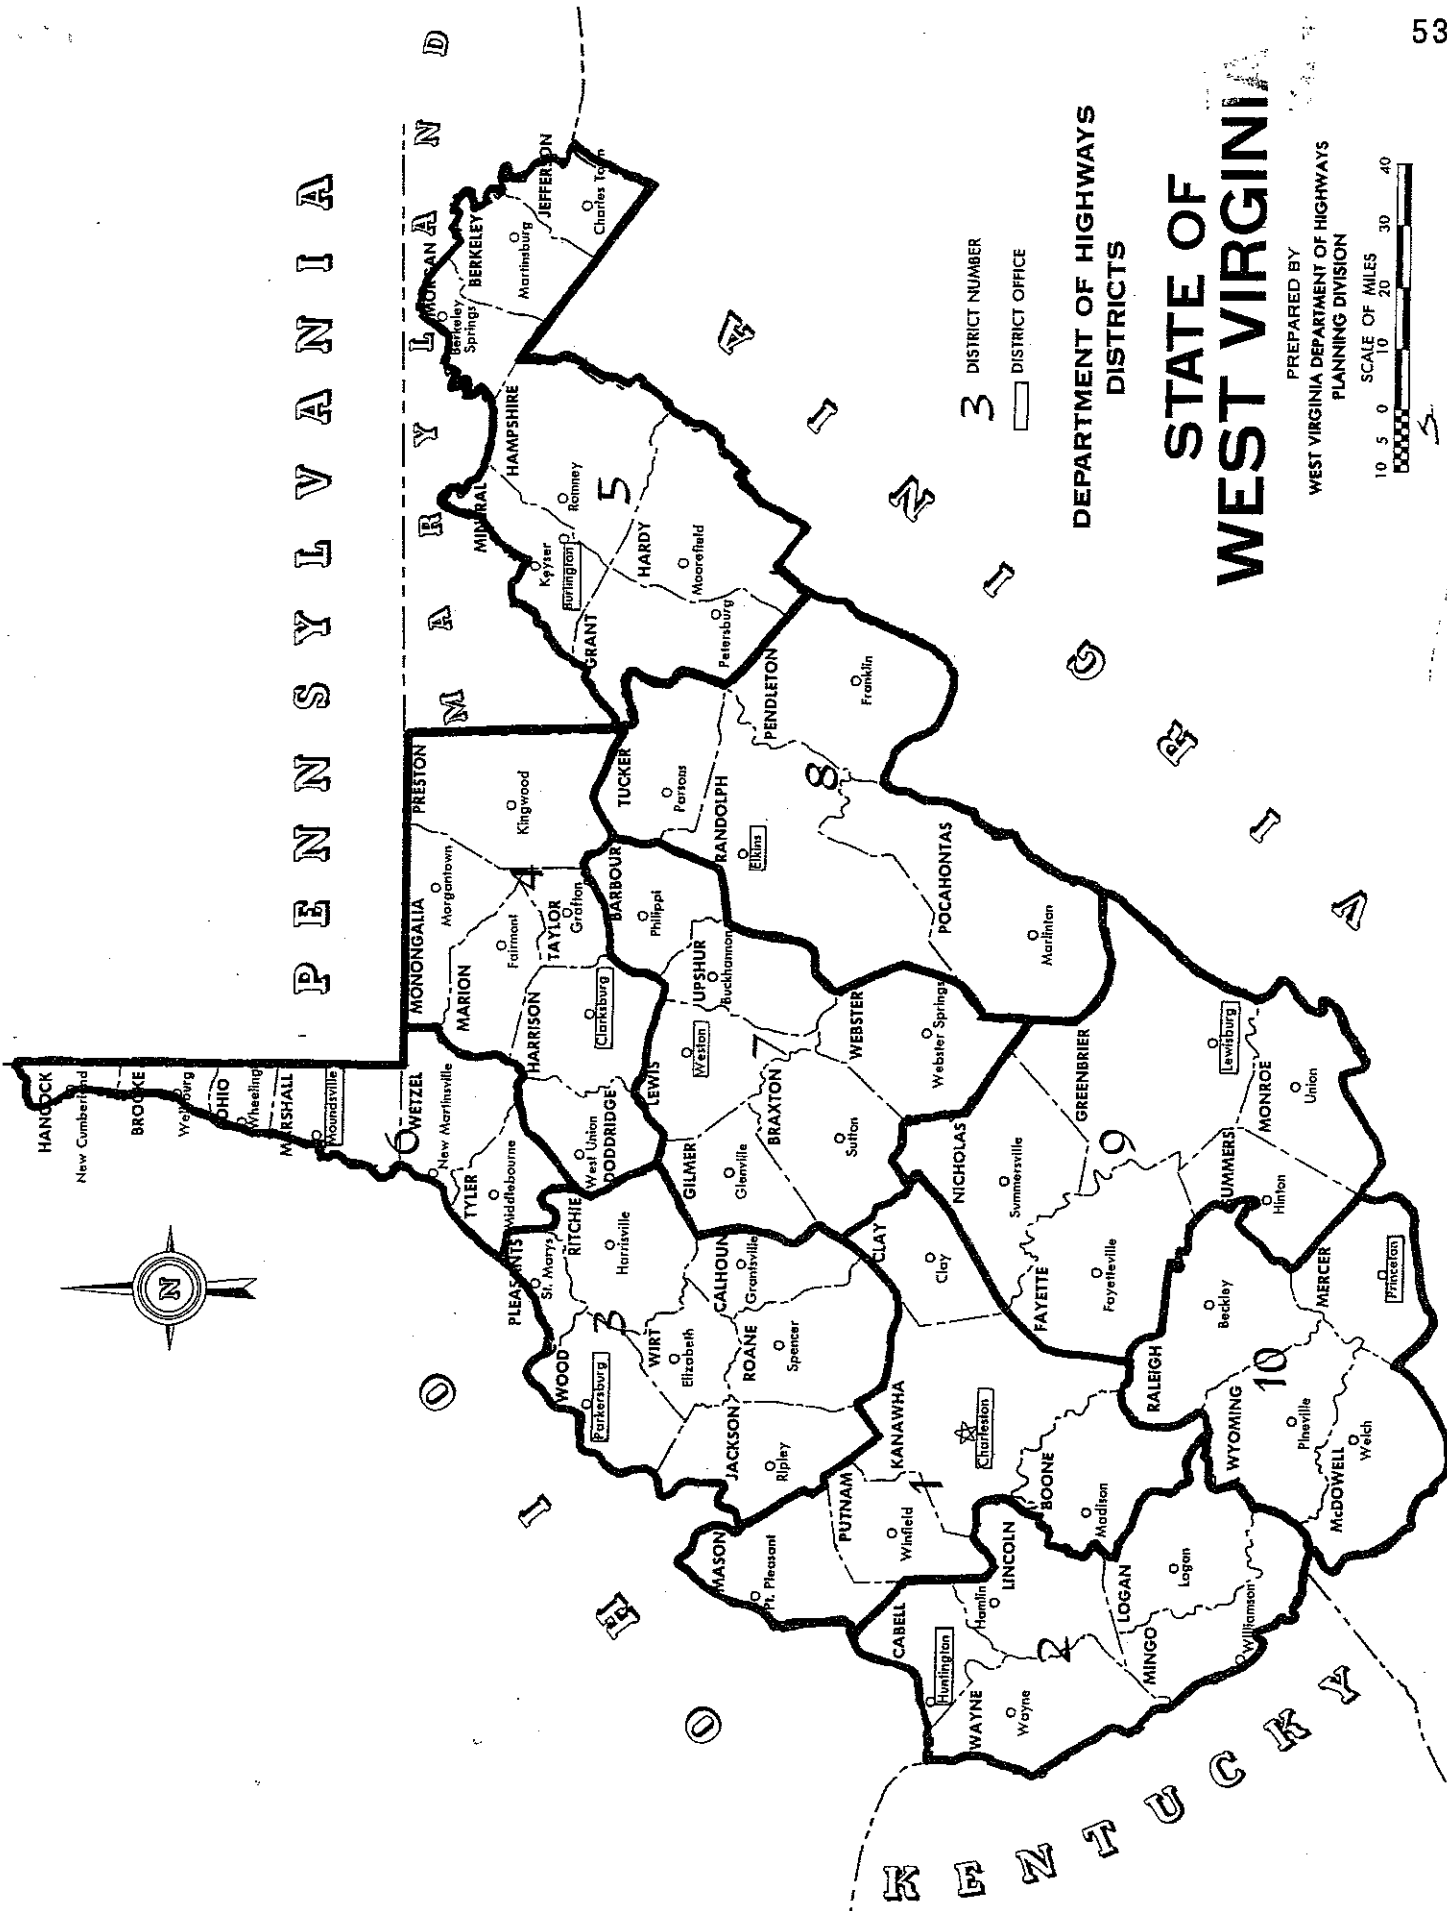 53
PENNSYLVANIA
MARYLAND
OHIO
KENTUCKY
VIRGINIA
N
HANCOCK
New Cumberland
BROOKE
Wellsburg
OHIO
Wheeling
MARSHALL
Moundsville
6
WETZEL
New Martinsville
TYLER
Middlebourne
PLEASANTS
St. Marys
RITCHIE
Harrisville
WOOD
Parkersburg
3
WIRT
Elizabeth
CALHOUN
Grantsville
ROANE
Spencer
JACKSON
Ripley
MASON
Pt. Pleasant
PUTNAM
Winfield
1
KANAWHA
Charleston
CLAY
Clay
BOONE
Madison
CABELL
Huntington
LINCOLN
Hamlin
WAYNE
Wayne
2
MINGO
Williamson
LOGAN
Logan
MONONGALIA
Morgantown
PRESTON
Kingwood
MARION
Fairmont
4
TAYLOR
Grafton
HARRISON
Clarksburg
DODDRIDGE
West Union
BARBOUR
Philippi
LEWIS
Weston
UPSHUR
Buckhannon
7
GILMER
Glenville
BRAXTON
Sutton
WEBSTER
Webster Springs
TUCKER
Parsons
RANDOLPH
Elkins
8
PENDLETON
Franklin
POCAHONTAS
Marlinton
GRANT
Petersburg
MINERAL
Keyser
Burlington
HAMPSHIRE
Romney
5
HARDY
Moorefield
MORGAN
Berkeley
Springs
BERKELEY
Martinsburg
JEFFERSON
Charles Town
NICHOLAS
Summersville
GREENBRIER
Lewisburg
9
FAYETTE
Fayetteville
SUMMERS
Hinton
MONROE
Union
RALEIGH
Beckley
10
WYOMING
Pineville
MERCER
Princeton
McDOWELL
Welch
3 DISTRICT NUMBER
DISTRICT OFFICE
DEPARTMENT OF HIGHWAYS
DISTRICTS
STATE OF
WEST VIRGINIA
PREPARED BY
WEST VIRGINIA DEPARTMENT OF HIGHWAYS
PLANNING DIVISION
SCALE OF MILES
10 5 0 10 20 30 40